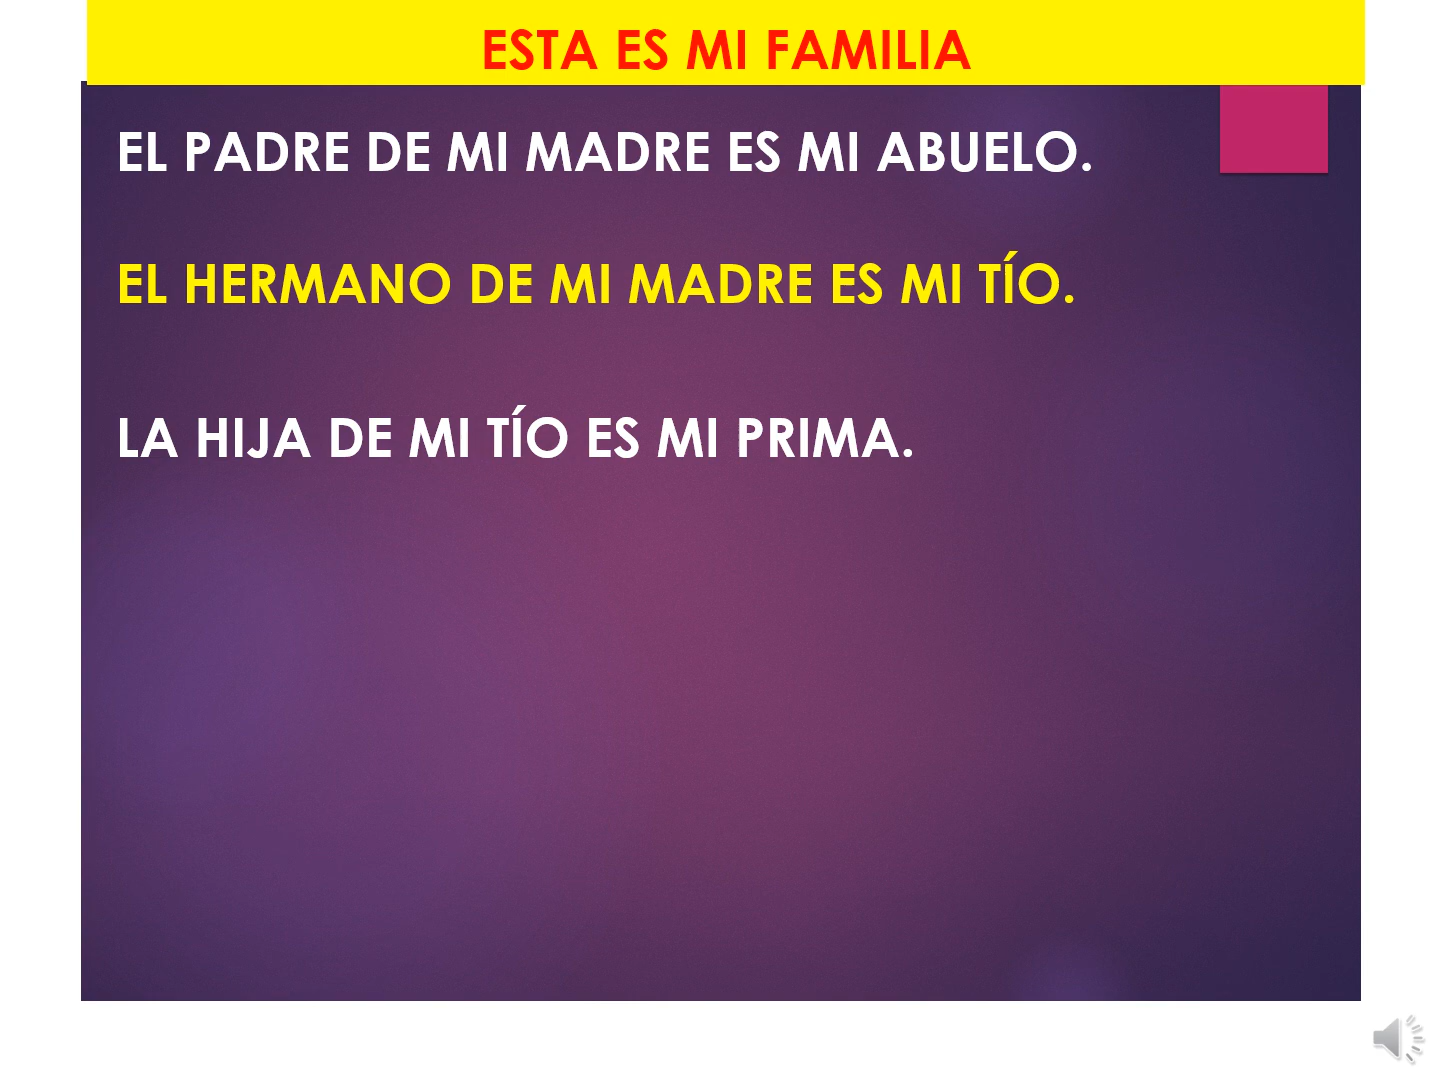 ESTA ES MI FAMILIA
EL PADRE DE MI MADRE ES MI ABUELO.
EL HERMANO DE MI MADRE ES MI TÍO.
LA HIJA DE MI TÍO ES MI PRIMA.